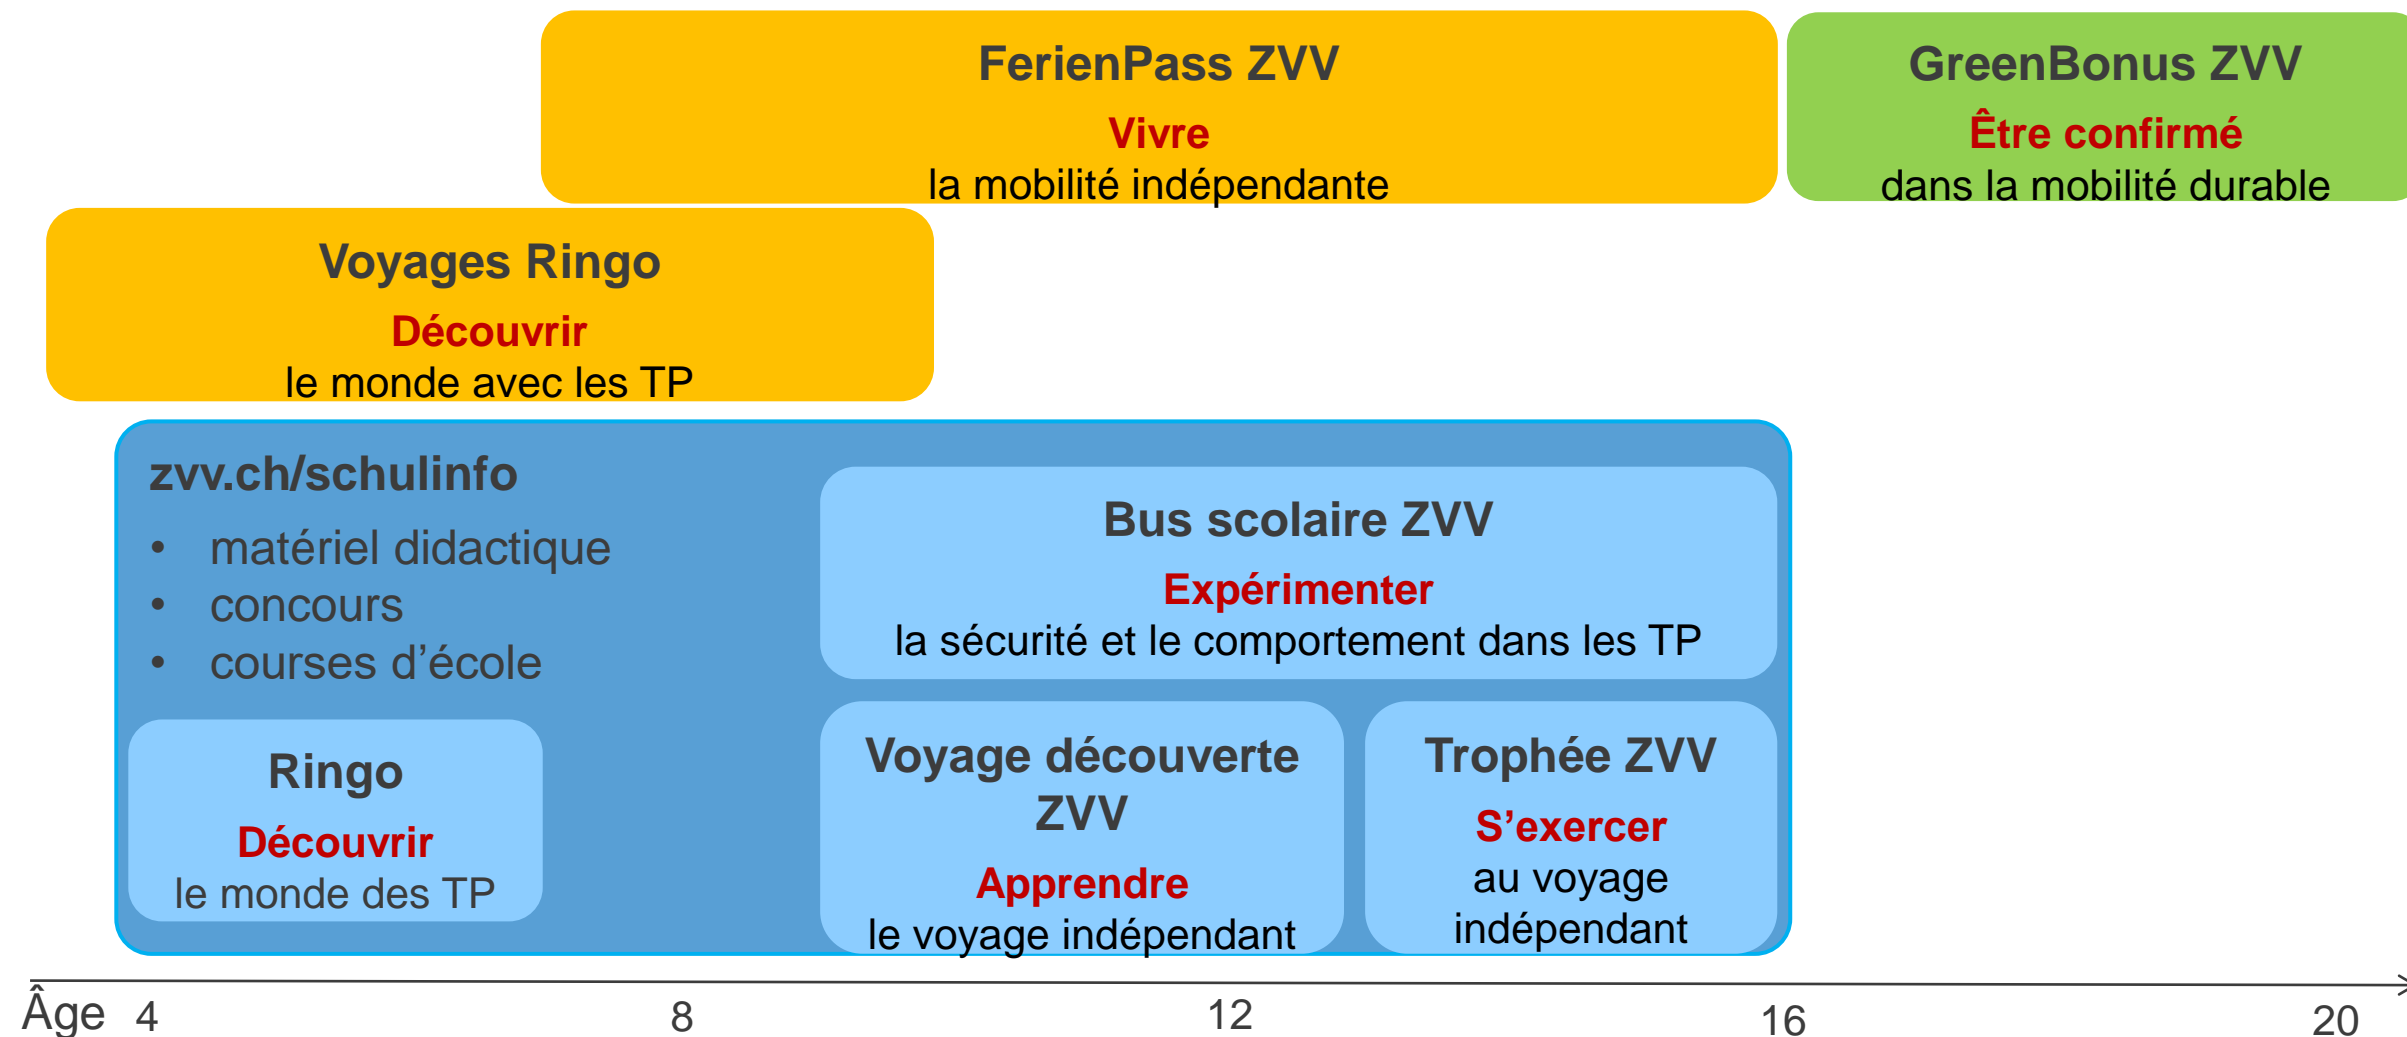 FerienPass ZVV
Vivre
la mobilité indépendante
GreenBonus ZVV
Être confirmé
dans la mobilité durable
Voyages Ringo
Découvrir
le monde avec les TP
zvv.ch/schulinfo
• matériel didactique
• concours
• courses d’école
Bus scolaire ZVV
Expérimenter
la sécurité et le comportement dans les TP
Ringo
Découvrir
le monde des TP
Voyage découverte
ZVV
Apprendre
le voyage indépendant
Trophée ZVV
S’exercer
au voyage
indépendant
Âge 4 8 12 16 20